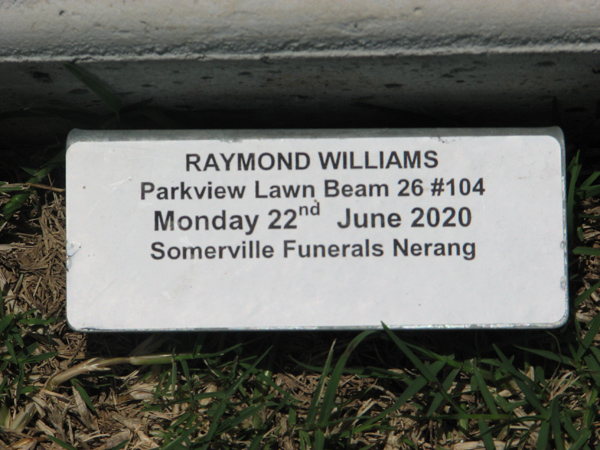 RAYMOND WILLIAMS
Parkview Lawn Beam 26 #104
Monday 22nd June 2020
Somerville Funerals Nerang